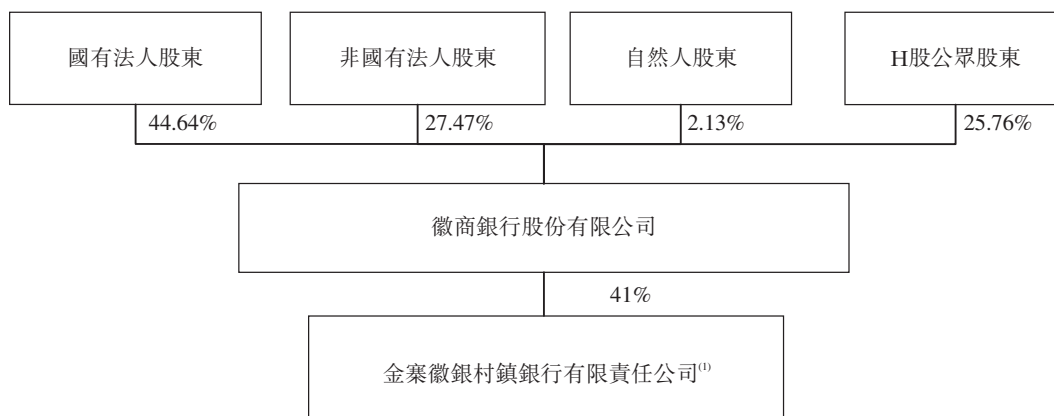 國有法人股東
非國有法人股東
自然人股東
H股公眾股東
44.64%
27.47%
2.13%
25.76%
徽商銀行股份有限公司
41%
金寨徽銀村鎮銀行有限責任公司(1)